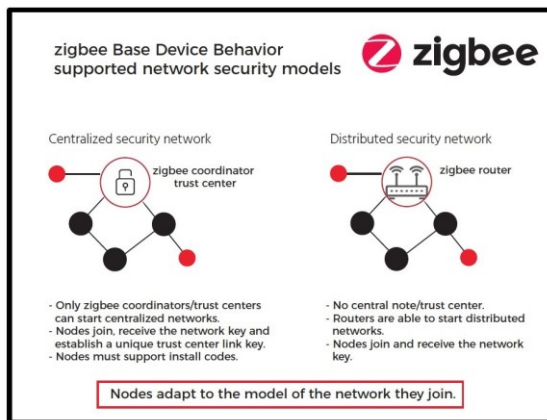 zigbee Base Device Behavior
supported network security models
zigbee
Centralized security network
zigbee coordinator
trust center
- Only zigbee coordinators/trust centers
can start centralized networks.
- Nodes join, receive the network key and
establish a unique trust center link key.
- Nodes must support install codes.
Distributed security network
zigbee router
- No central note/trust center.
- Routers are able to start distributed
networks.
- Nodes join and receive the network
key.
Nodes adapt to the model of the network they join.